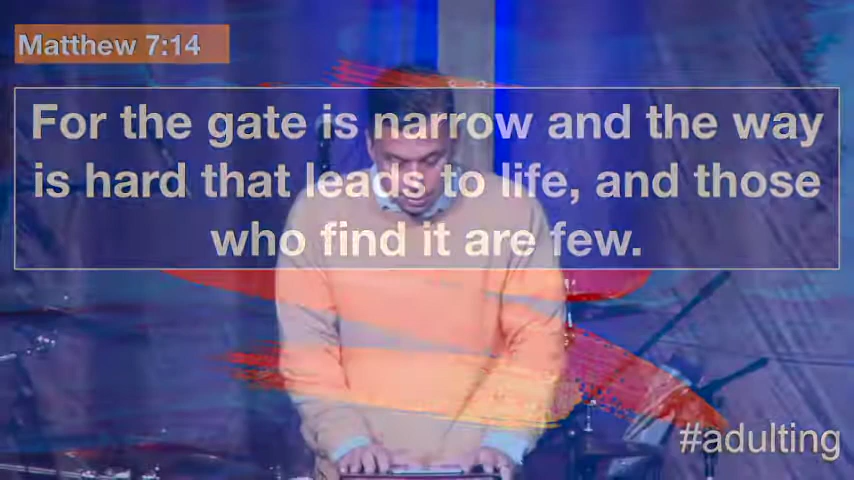 Matthew 7:14
For the gate is narrow and the way
is hard that leads to life, and those
who find it are few.
#adulting